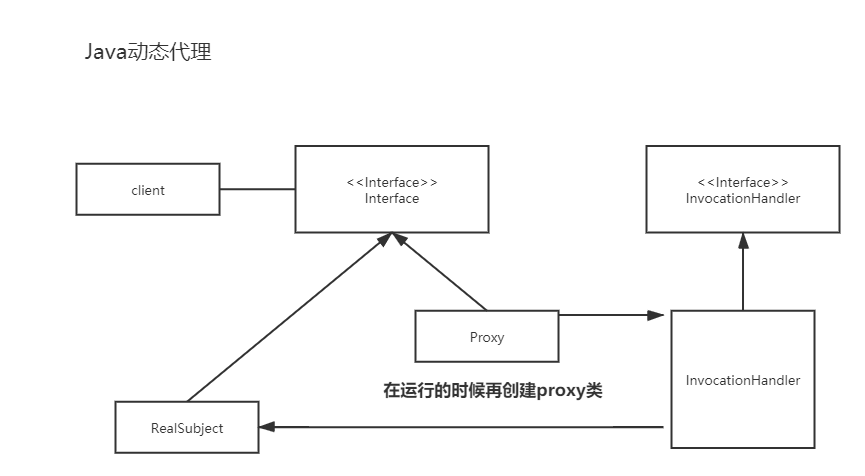 Java动态代理
<<Interface>>
Interface
<<Interface>>
InvocationHandler
client
Proxy
在运行的时候再创建proxy类
InvocationHandler
RealSubject